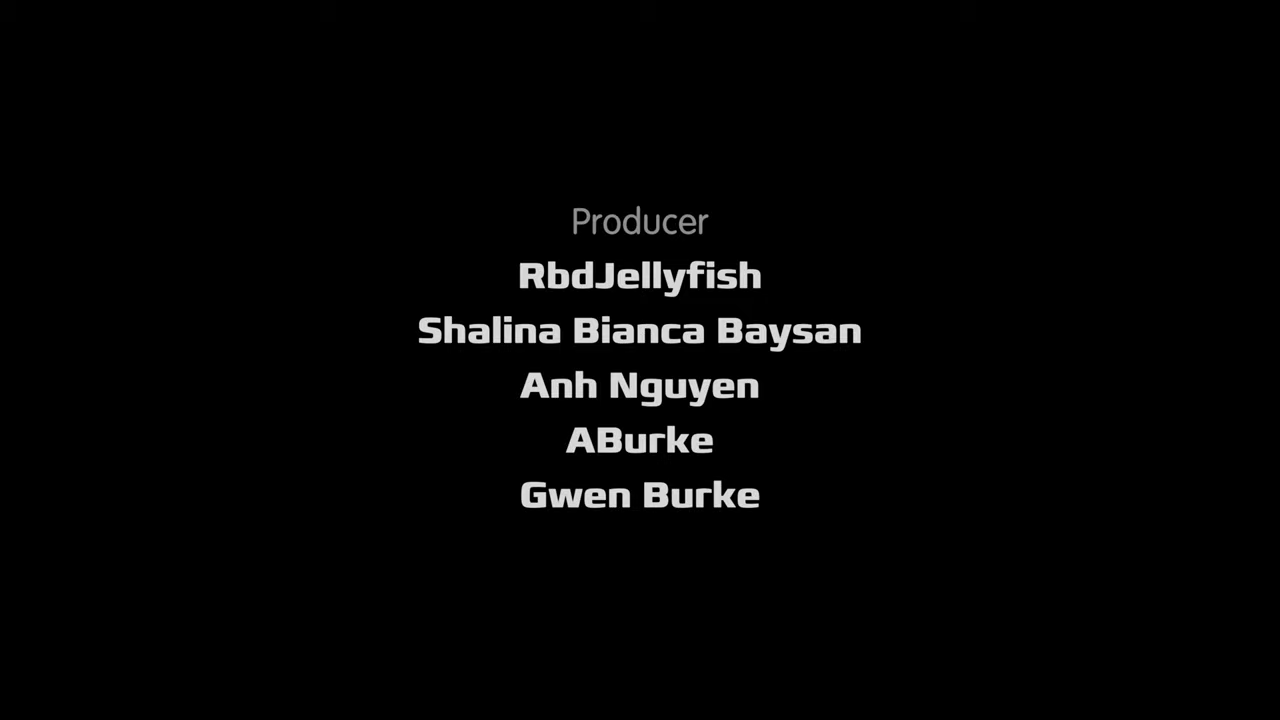 Producer
RbdJellyfish
Shalina Bianca Baysan
Anh Nguyen
ABurke
Gwen Burke